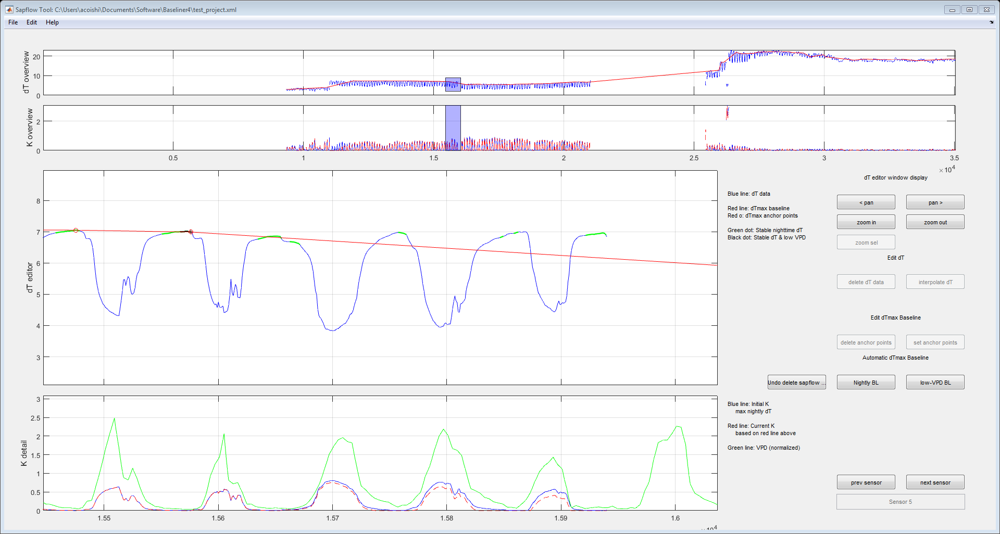 Sapflow Tool: C:\Users\acoishi\Documents\Software\Baseliner4\test_project.xml
File Edit Help
dT overview
20
10
0
K overview
2
0
0.5 1 1.5 2 2.5 3 3.5
×10^4
dT editor
8
7
6
5
4
3
dT editor window display
Blue line: dT data
Red line: dTmax baseline
Red o: dTmax anchor points
Green dot: Stable nighttime dT
Black dot: Stable dT & low VPD
< pan pan >
zoom in zoom out
zoom sel
Edit dT
delete dT data interpolate dT
Edit dTmax Baseline
delete anchor points set anchor points
Automatic dTmax Baseline
Undo delete sapflow ... Nightly BL low-VPD BL
K detail
3
2.5
2
1.5
1
0.5
0
1.55 1.56 1.57 1.58 1.59 1.6
×10^4
Blue line: Initial K
max nightly dT
Red line: Current K
based on red line above
Green line: VPD (normalized)
prev sensor next sensor
Sensor 5